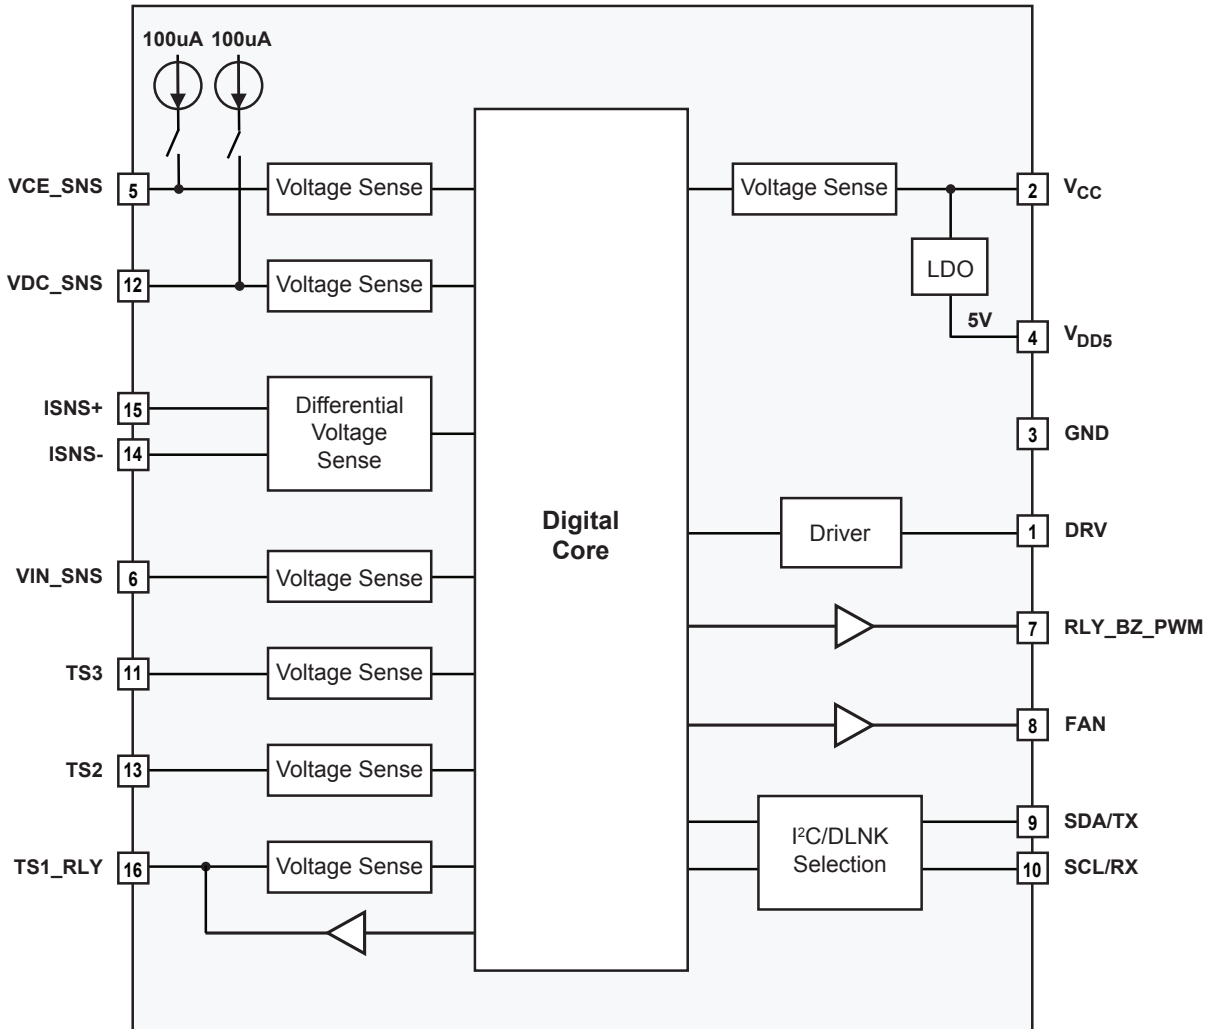 100uA 100uA
VCE_SNS 5 Voltage Sense
VDC_SNS 12 Voltage Sense
ISNS+ 15
ISNS- 14
Differential
Voltage
Sense
VIN_SNS 6 Voltage Sense
TS3 11 Voltage Sense
TS2 13 Voltage Sense
TS1_RLY 16 Voltage Sense
Digital
Core
Voltage Sense 2 VCC
LDO
5V
4 VDD5
3 GND
Driver 1 DRV
7 RLY_BZ_PWM
8 FAN
I²C/DLNK
Selection
9 SDA/TX
10 SCL/RX